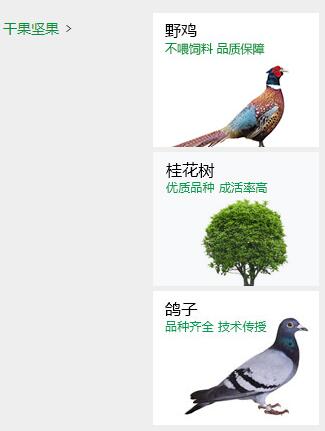 干果坚果 >
野鸡
不喂饲料 品质保障
桂花树
优质品种 成活率高
鸽子
品种齐全 技术传授